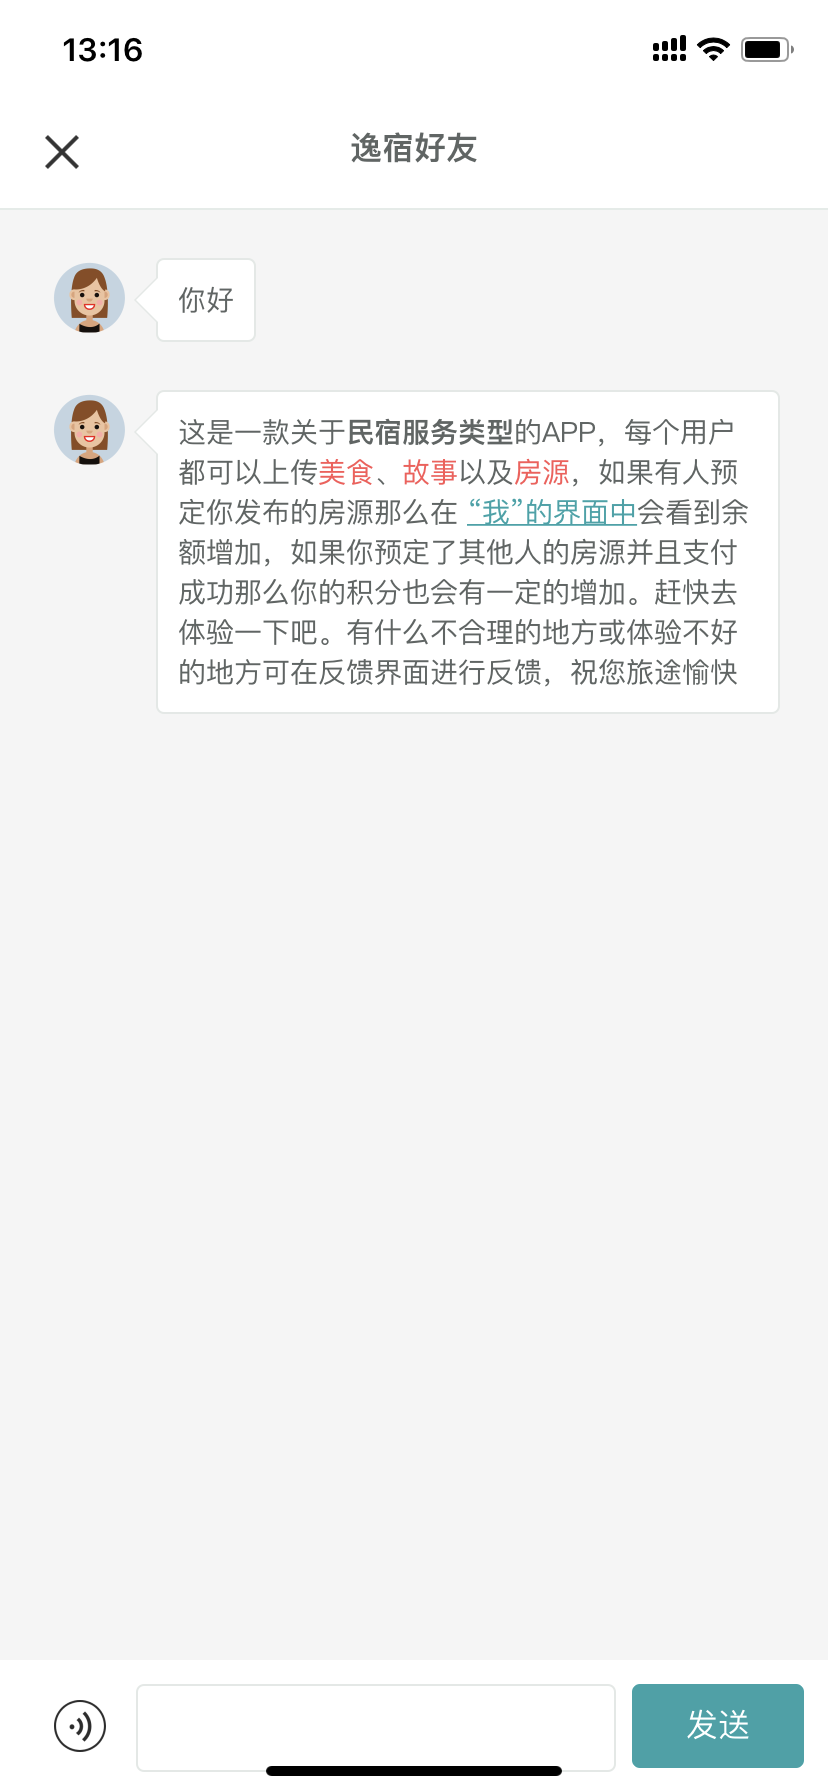 13:16
逸宿好友
你好
这是一款关于民宿服务类型的APP，每个用户
都可以上传美食、故事以及房源，如果有人预
定你发布的房源那么在 “我”的界面中会看到余
额增加，如果你预定了其他人的房源并且支付
成功那么你的积分也会有一定的增加。赶快去
体验一下吧。有什么不合理的地方或体验不好
的地方可在反馈界面进行反馈，祝您旅途愉快
发送